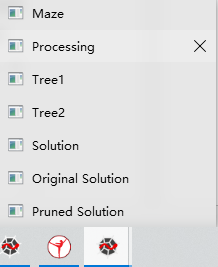 Maze
Processing
Tree1
Tree2
Solution
Original Solution
Pruned Solution